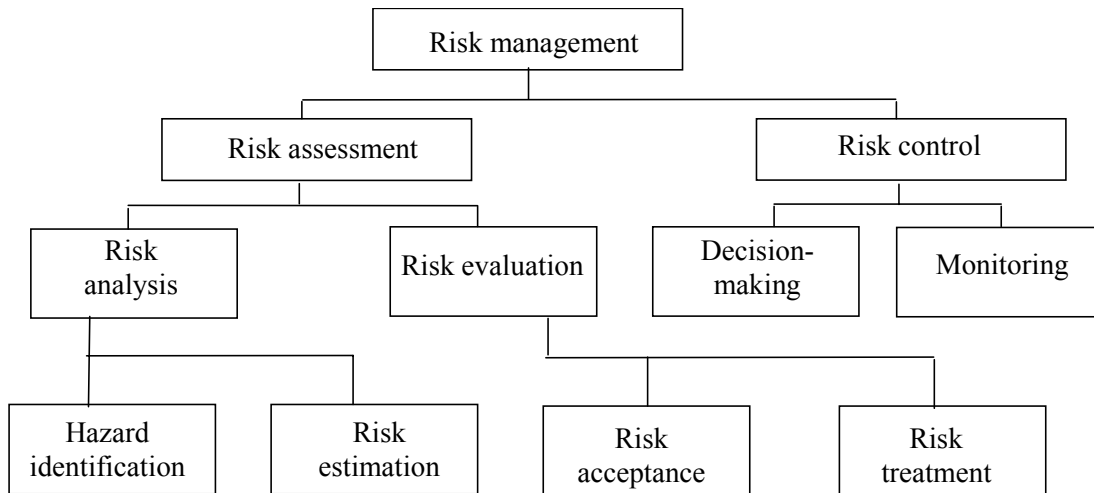 Risk management
Risk assessment
Risk control
Risk
analysis
Risk evaluation
Decision-
making
Monitoring
Hazard
identification
Risk
estimation
Risk
acceptance
Risk
treatment